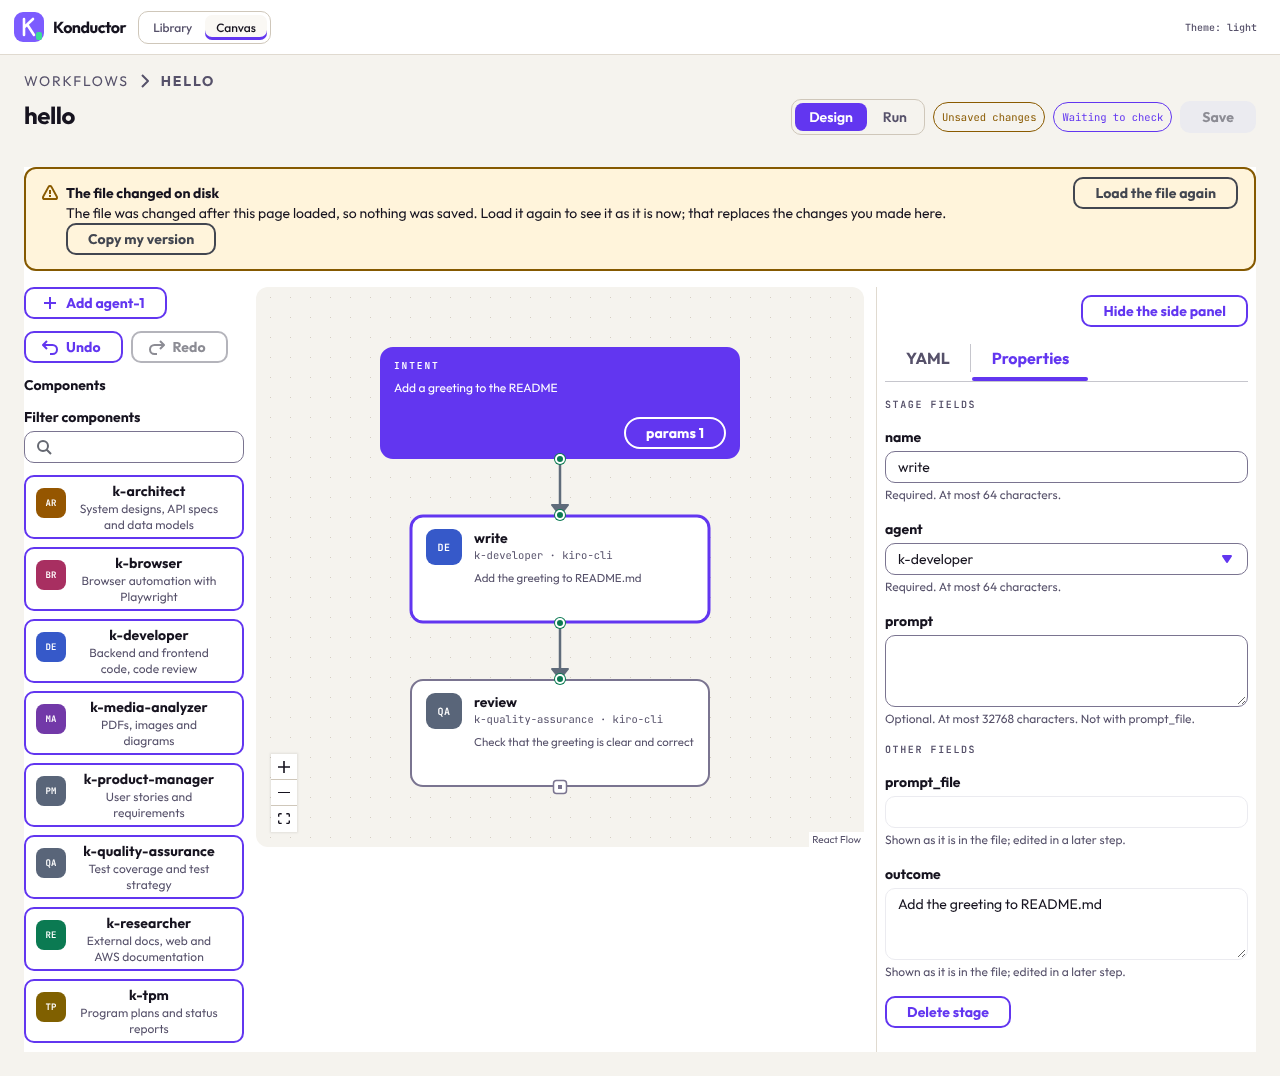 Konductor
Library
Canvas
Theme: light
WORKFLOWS
HELLO
hello
Design
Run
Unsaved changes
Waiting to check
Save
The file changed on disk
The file was changed after this page loaded, so nothing was saved. Load it again to see it as it is now; that replaces the changes you made here.
Copy my version
Load the file again
Add agent-1
Undo
Redo
Components
Filter components
AR
k-architect
System designs, API specs
and data models
BR
k-browser
Browser automation with
Playwright
DE
k-developer
Backend and frontend
code, code review
MA
k-media-analyzer
PDFs, images and
diagrams
PM
k-product-manager
User stories and
requirements
QA
k-quality-assurance
Test coverage and test
strategy
RE
k-researcher
External docs, web and
AWS documentation
TP
k-tpm
Program plans and status
reports
INTENT
Add a greeting to the README
params 1
DE
write
k-developer · kiro-cli
Add the greeting to README.md
QA
review
k-quality-assurance · kiro-cli
Check that the greeting is clear and correct
React Flow
Hide the side panel
YAML
Properties
STAGE FIELDS
name
write
Required. At most 64 characters.
agent
k-developer
Required. At most 64 characters.
prompt
Optional. At most 32768 characters. Not with prompt_file.
OTHER FIELDS
prompt_file
Shown as it is in the file; edited in a later step.
outcome
Add the greeting to README.md
Shown as it is in the file; edited in a later step.
Delete stage